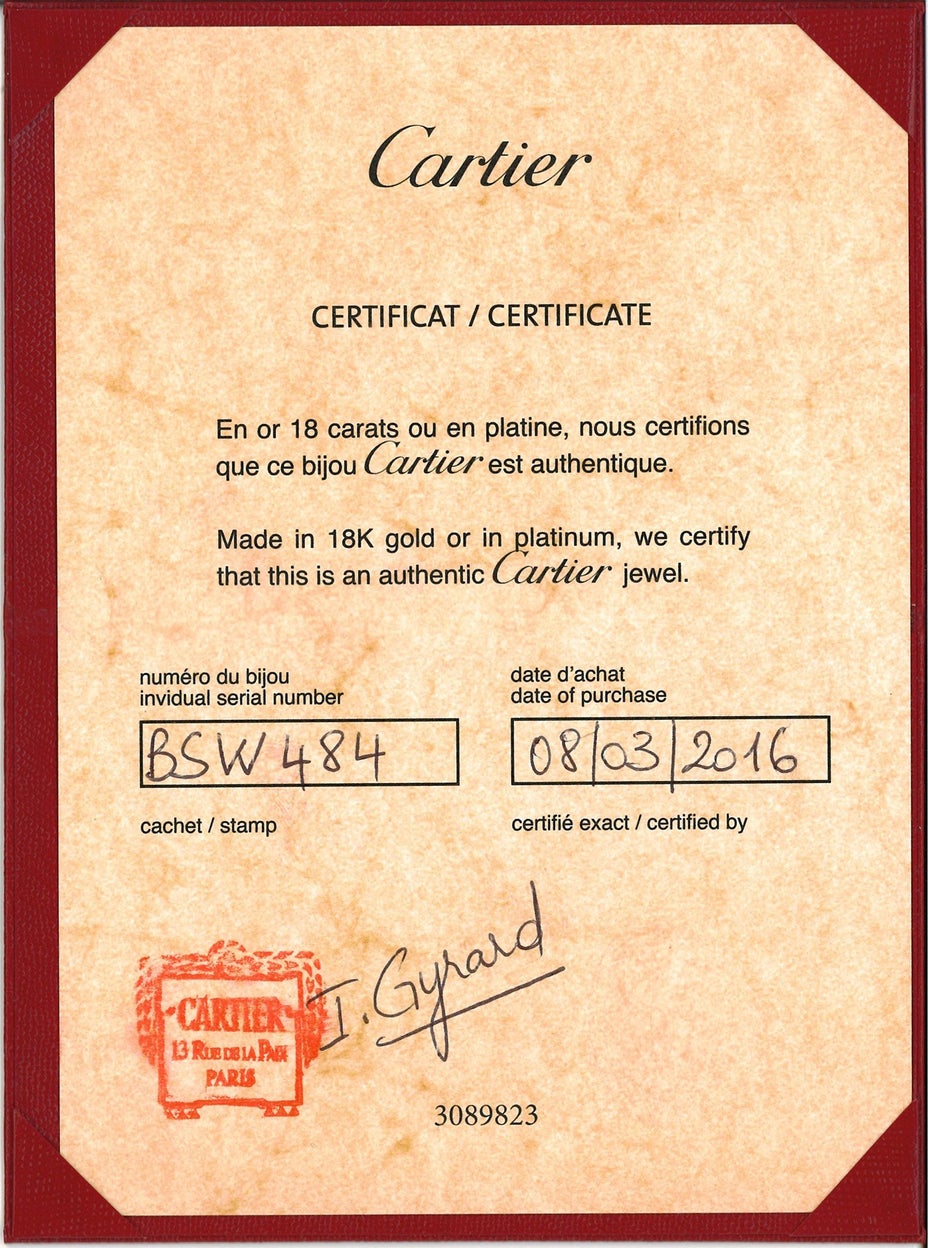 Cartier
CERTIFICAT / CERTIFICATE
En or 18 carats ou en platine, nous certifions
que ce bijou Cartier est authentique.
Made in 18K gold or in platinum, we certify
that this is an authentic Cartier jewel.
numéro du bijou
invidual serial number
BSW484
date d'achat
date of purchase
08/03/2016
cachet / stamp
certifié exact / certified by
I. Gyrard
CARTIER
13 RUE DE LA PAIX
PARIS
3089823